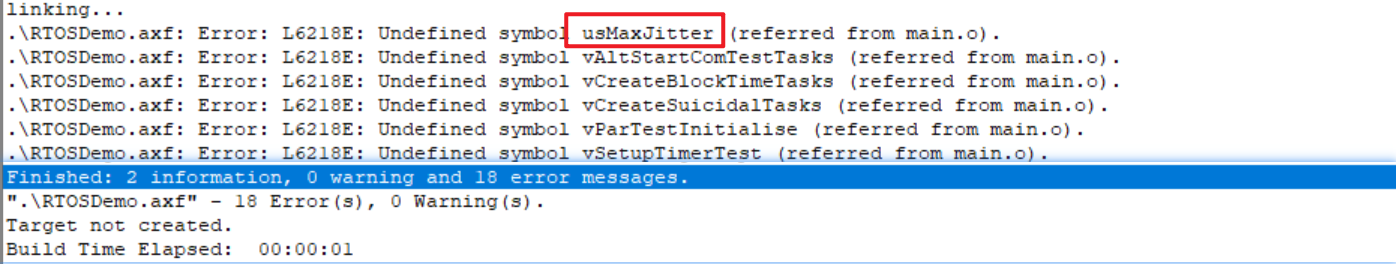 linking...
.\RTOSDemo.axf: Error: L6218E: Undefined symbol usMaxJitter (referred from main.o).
.\RTOSDemo.axf: Error: L6218E: Undefined symbol vAltStartComTestTasks (referred from main.o).
.\RTOSDemo.axf: Error: L6218E: Undefined symbol vCreateBlockTimeTasks (referred from main.o).
.\RTOSDemo.axf: Error: L6218E: Undefined symbol vCreateSuicidalTasks (referred from main.o).
.\RTOSDemo.axf: Error: L6218E: Undefined symbol vParTestInitialise (referred from main.o).
.\RTOSDemo.axf: Error: L6218E: Undefined symbol vSetupTimerTest (referred from main.o).
Finished: 2 information, 0 warning and 18 error messages.
".\RTOSDemo.axf" - 18 Error(s), 0 Warning(s).
Target not created.
Build Time Elapsed:  00:00:01